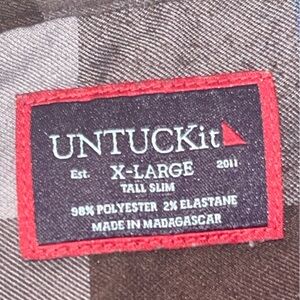 UNTUCKit
Est. X-LARGE 2011
TALL SLIM
98% POLYESTER 2% ELASTANE
MADE IN MADAGASCAR